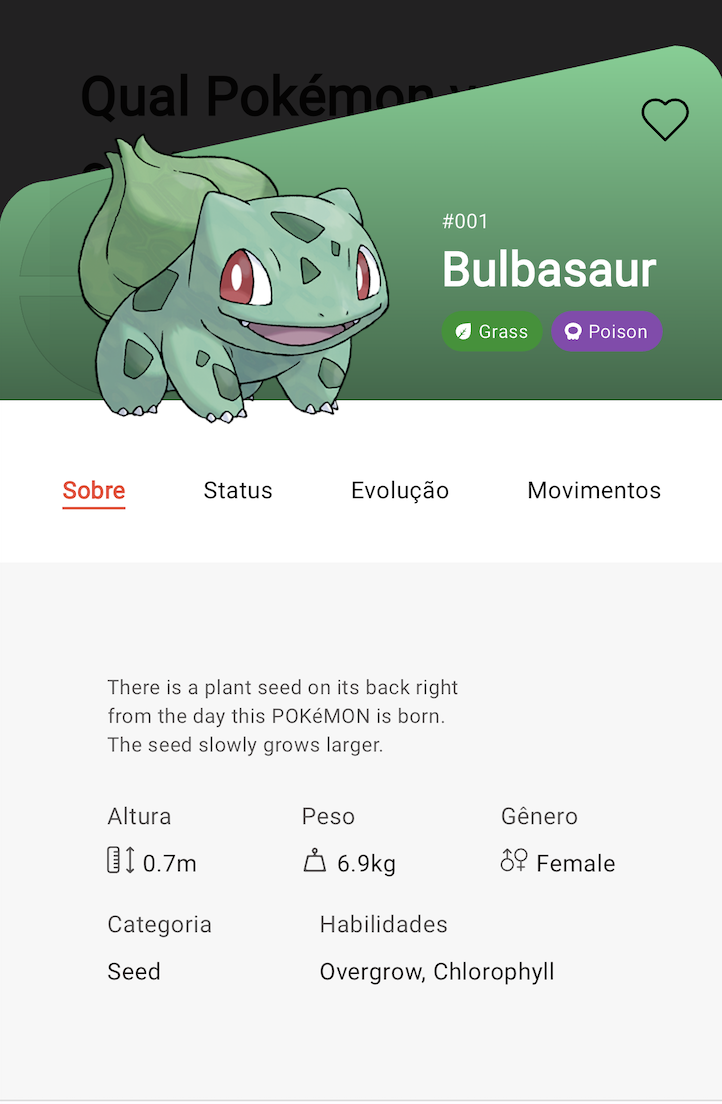 Qual Pokémon
#001
Bulbasaur
Grass Poison
Sobre Status Evolução Movimentos
There is a plant seed on its back right
from the day this POKéMON is born.
The seed slowly grows larger.
Altura Peso Gênero
0.7m 6.9kg Female
Categoria Habilidades
Seed Overgrow, Chlorophyll